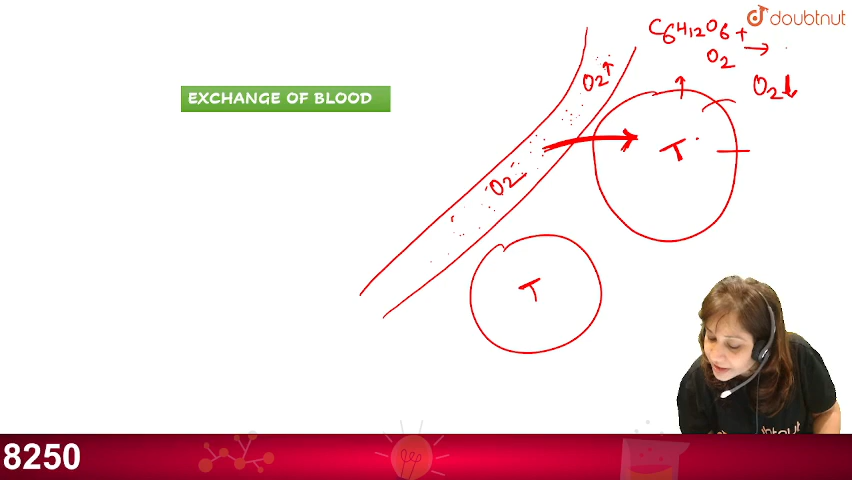 doubtnut
C6H12O6 +
O2 →
EXCHANGE OF BLOOD
O2↑
O2↓
T
O2
T
8250